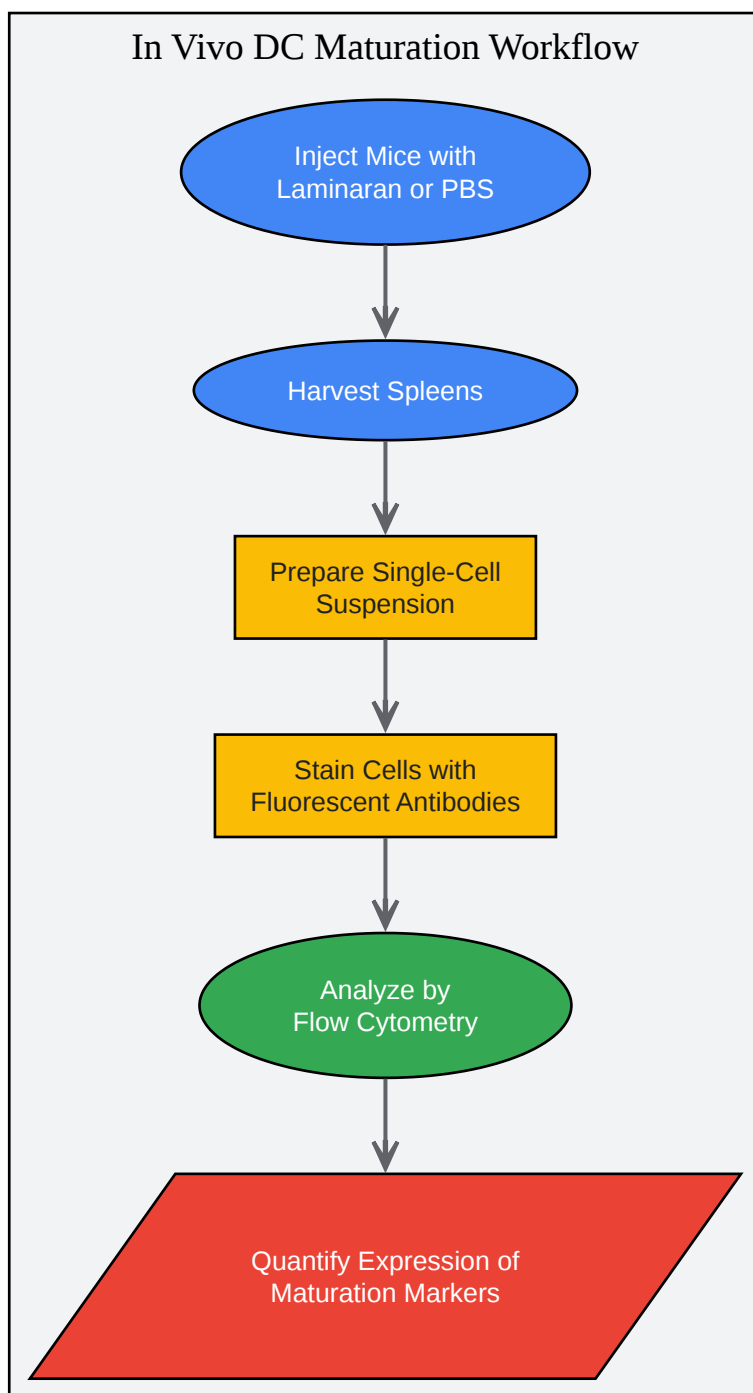 In Vivo DC Maturation Workflow
Inject Mice with
Laminaran or PBS
Harvest Spleens
Prepare Single-Cell
Suspension
Stain Cells with
Fluorescent Antibodies
Analyze by
Flow Cytometry
Quantify Expression of
Maturation Markers